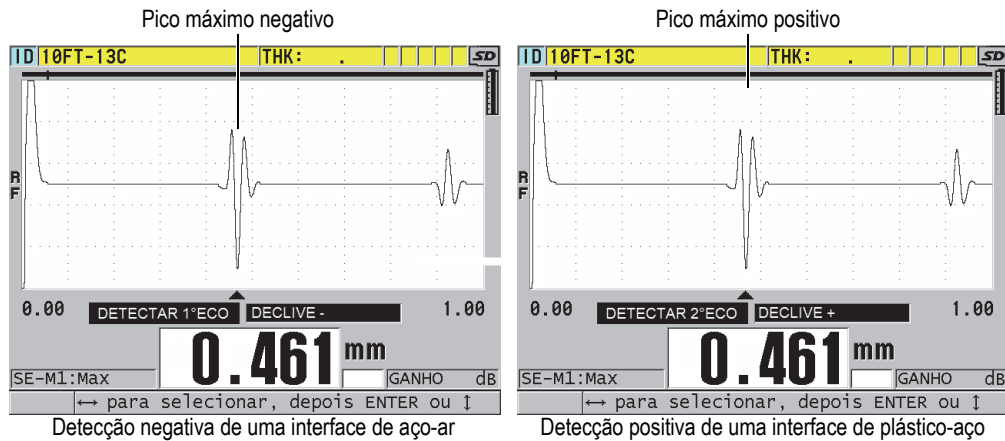 Pico máximo negativo
ID 10FT-13C THK: . SD
RF
0.00 DETECTAR 1°ECO DECLIVE - 1.00
0.461 mm
SE-M1:Max GANHO dB
↔ para selecionar, depois ENTER ou ↕
Detecção negativa de uma interface de aço-ar
Pico máximo positivo
ID 10FT-13C THK: . SD
RF
0.00 DETECTAR 2°ECO DECLIVE + 1.00
0.461 mm
SE-M1:Max GANHO dB
↔ para selecionar, depois ENTER ou ↕
Detecção positiva de uma interface de plástico-aço